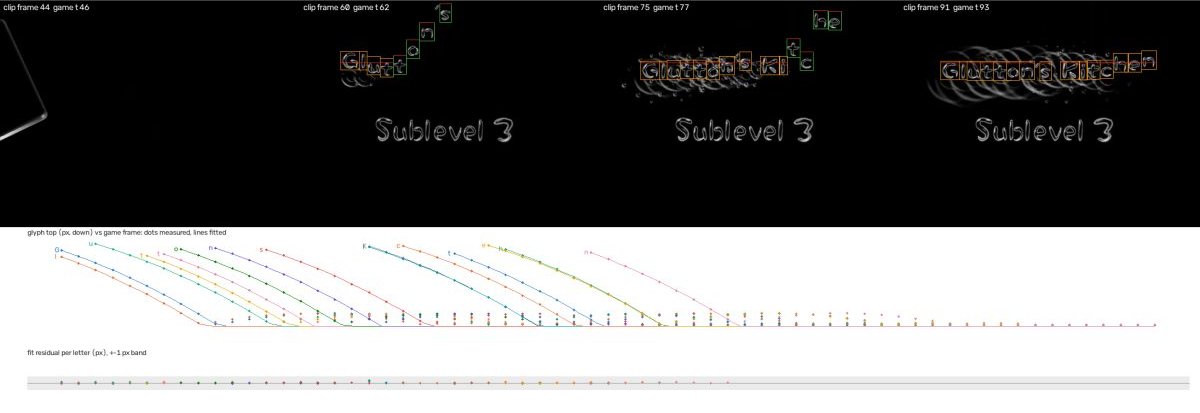 clip frame 44 game t 46
clip frame 60 game t 62
clip frame 75 game t 77
clip frame 91 game t 93
Glutton's
Glutton's Kitche
Glutton's Kitchen
Sublevel 3
Sublevel 3
Sublevel 3
glyph top (px, down) vs game frame: dots measured, lines fitted
G l u t t o n s K c t e h n
fit residual per letter (px), +-1 px band